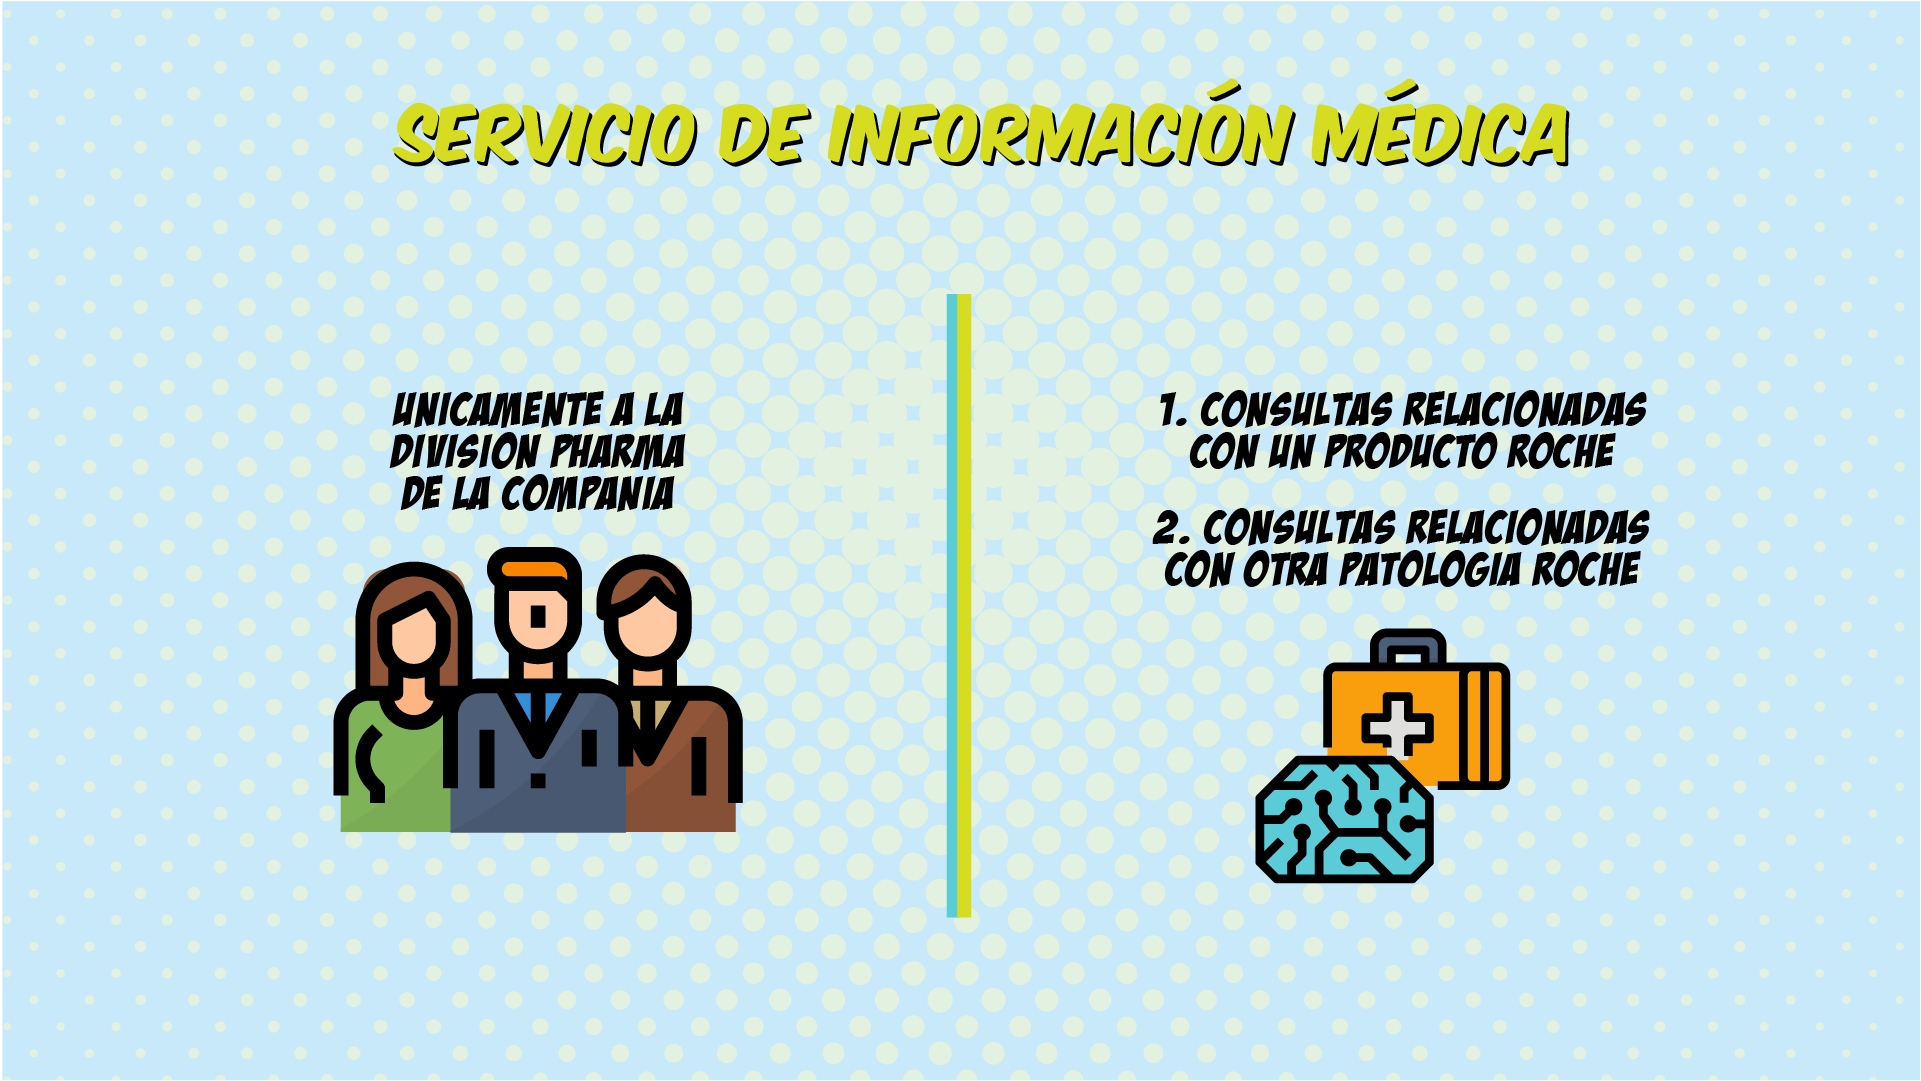 SERVICIO DE INFORMACIÓN MÉDICA
UNICAMENTE A LA
DIVISION PHARMA
DE LA COMPANIA
1. CONSULTAS RELACIONADAS
CON UN PRODUCTO ROCHE
2. CONSULTAS RELACIONADAS
CON OTRA PATOLOGIA ROCHE